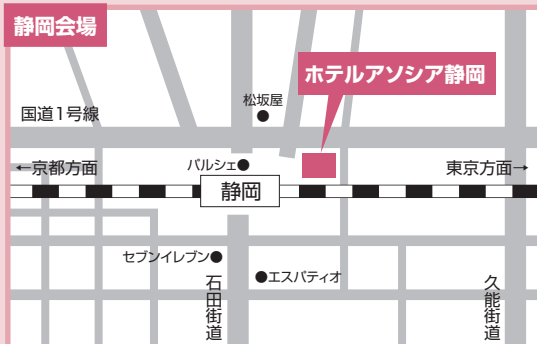 静岡会場
ホテルアソシア静岡
松坂屋
国道1号線
←京都方面
パルシェ
東京方面→
静岡
セブンイレブン
エスパティオ
石田街道
久能街道